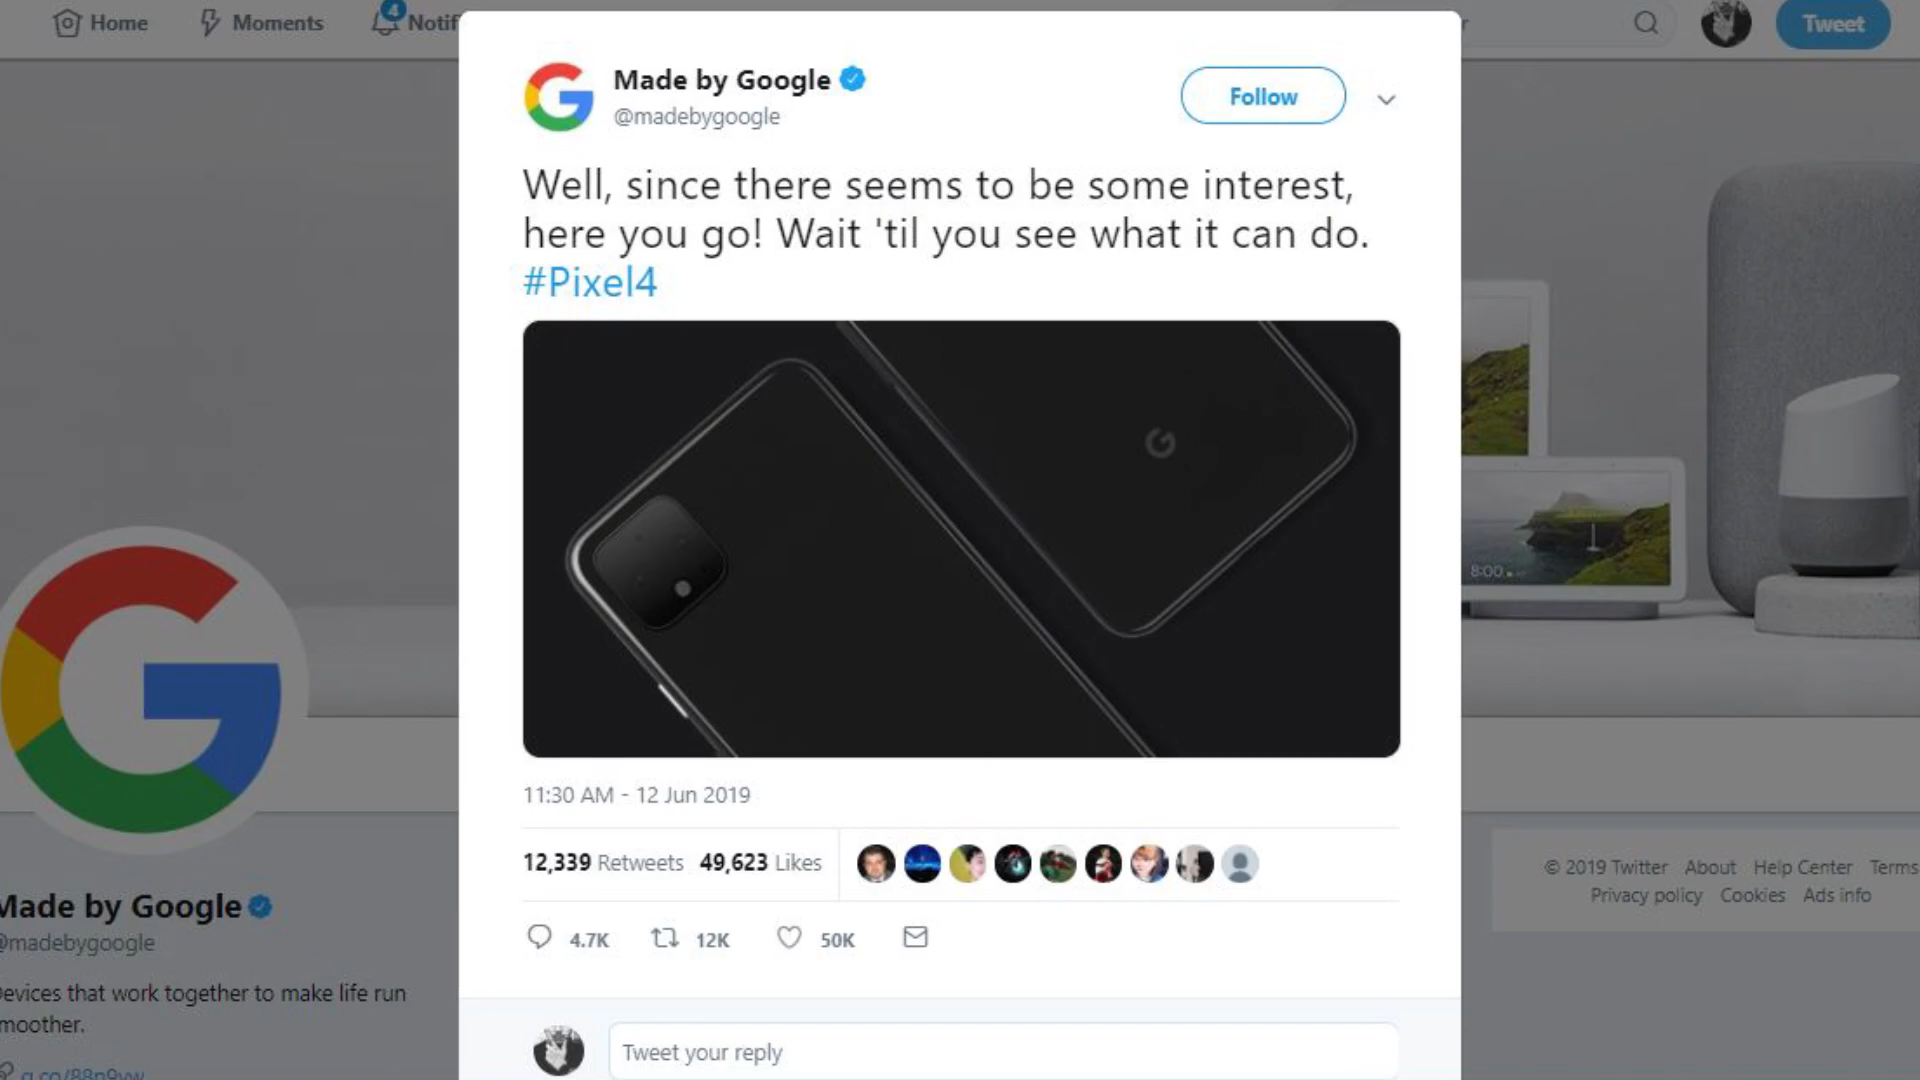 Home
Moments
4
Notif
Tweet
Made by Google
@madebygoogle
Follow
Well, since there seems to be some interest,
here you go! Wait 'til you see what it can do.
#Pixel4
8:00
11:30 AM - 12 Jun 2019
12,339 Retweets 49,623 Likes
4.7K 12K 50K
Tweet your reply
Made by Google
@madebygoogle
evices that work together to make life run
moother.
g.co/88n9vw
© 2019 Twitter About Help Center Terms
Privacy policy Cookies Ads info